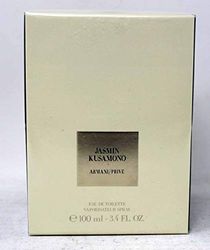 JASMIN
KUSAMONO
ARMANI/PRIVÉ
EAU DE TOILETTE
VAPORISATEUR SPRAY
℮ 100 ml - 3.4 FL. OZ.